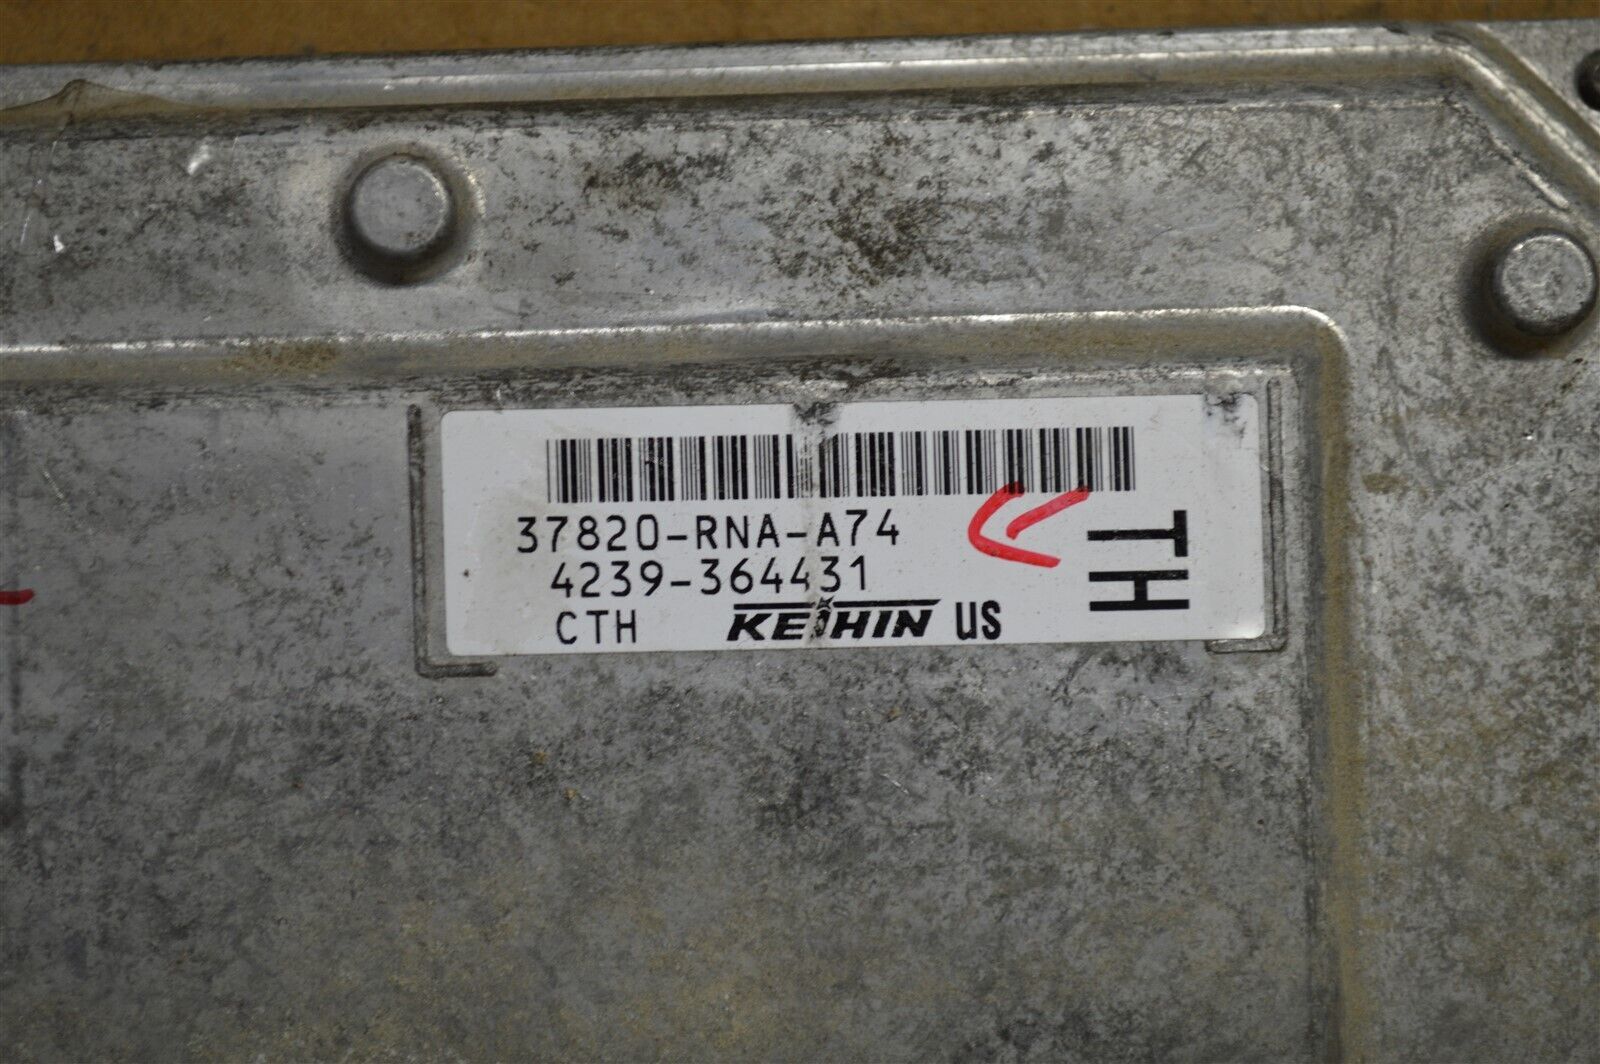 37820-RNA-A74
4239-364431
CTH KEIHIN US
TH